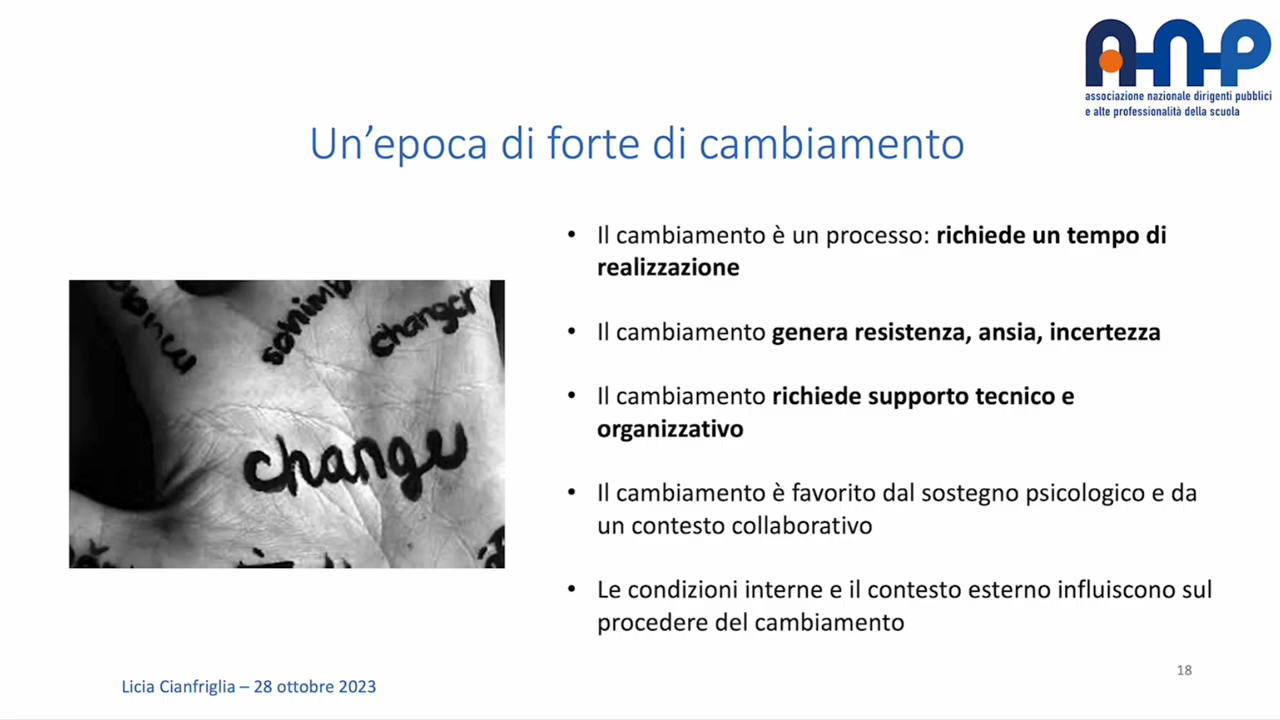 A-n-P
associazione nazionale dirigenti pubblici
e alte professionalità della scuola
Un’epoca di forte di cambiamento
• Il cambiamento è un processo: richiede un tempo di
realizzazione
• Il cambiamento genera resistenza, ansia, incertezza
• Il cambiamento richiede supporto tecnico e
organizzativo
• Il cambiamento è favorito dal sostegno psicologico e da
un contesto collaborativo
• Le condizioni interne e il contesto esterno influiscono sul
procedere del cambiamento
changer
change
Licia Cianfriglia – 28 ottobre 2023
18